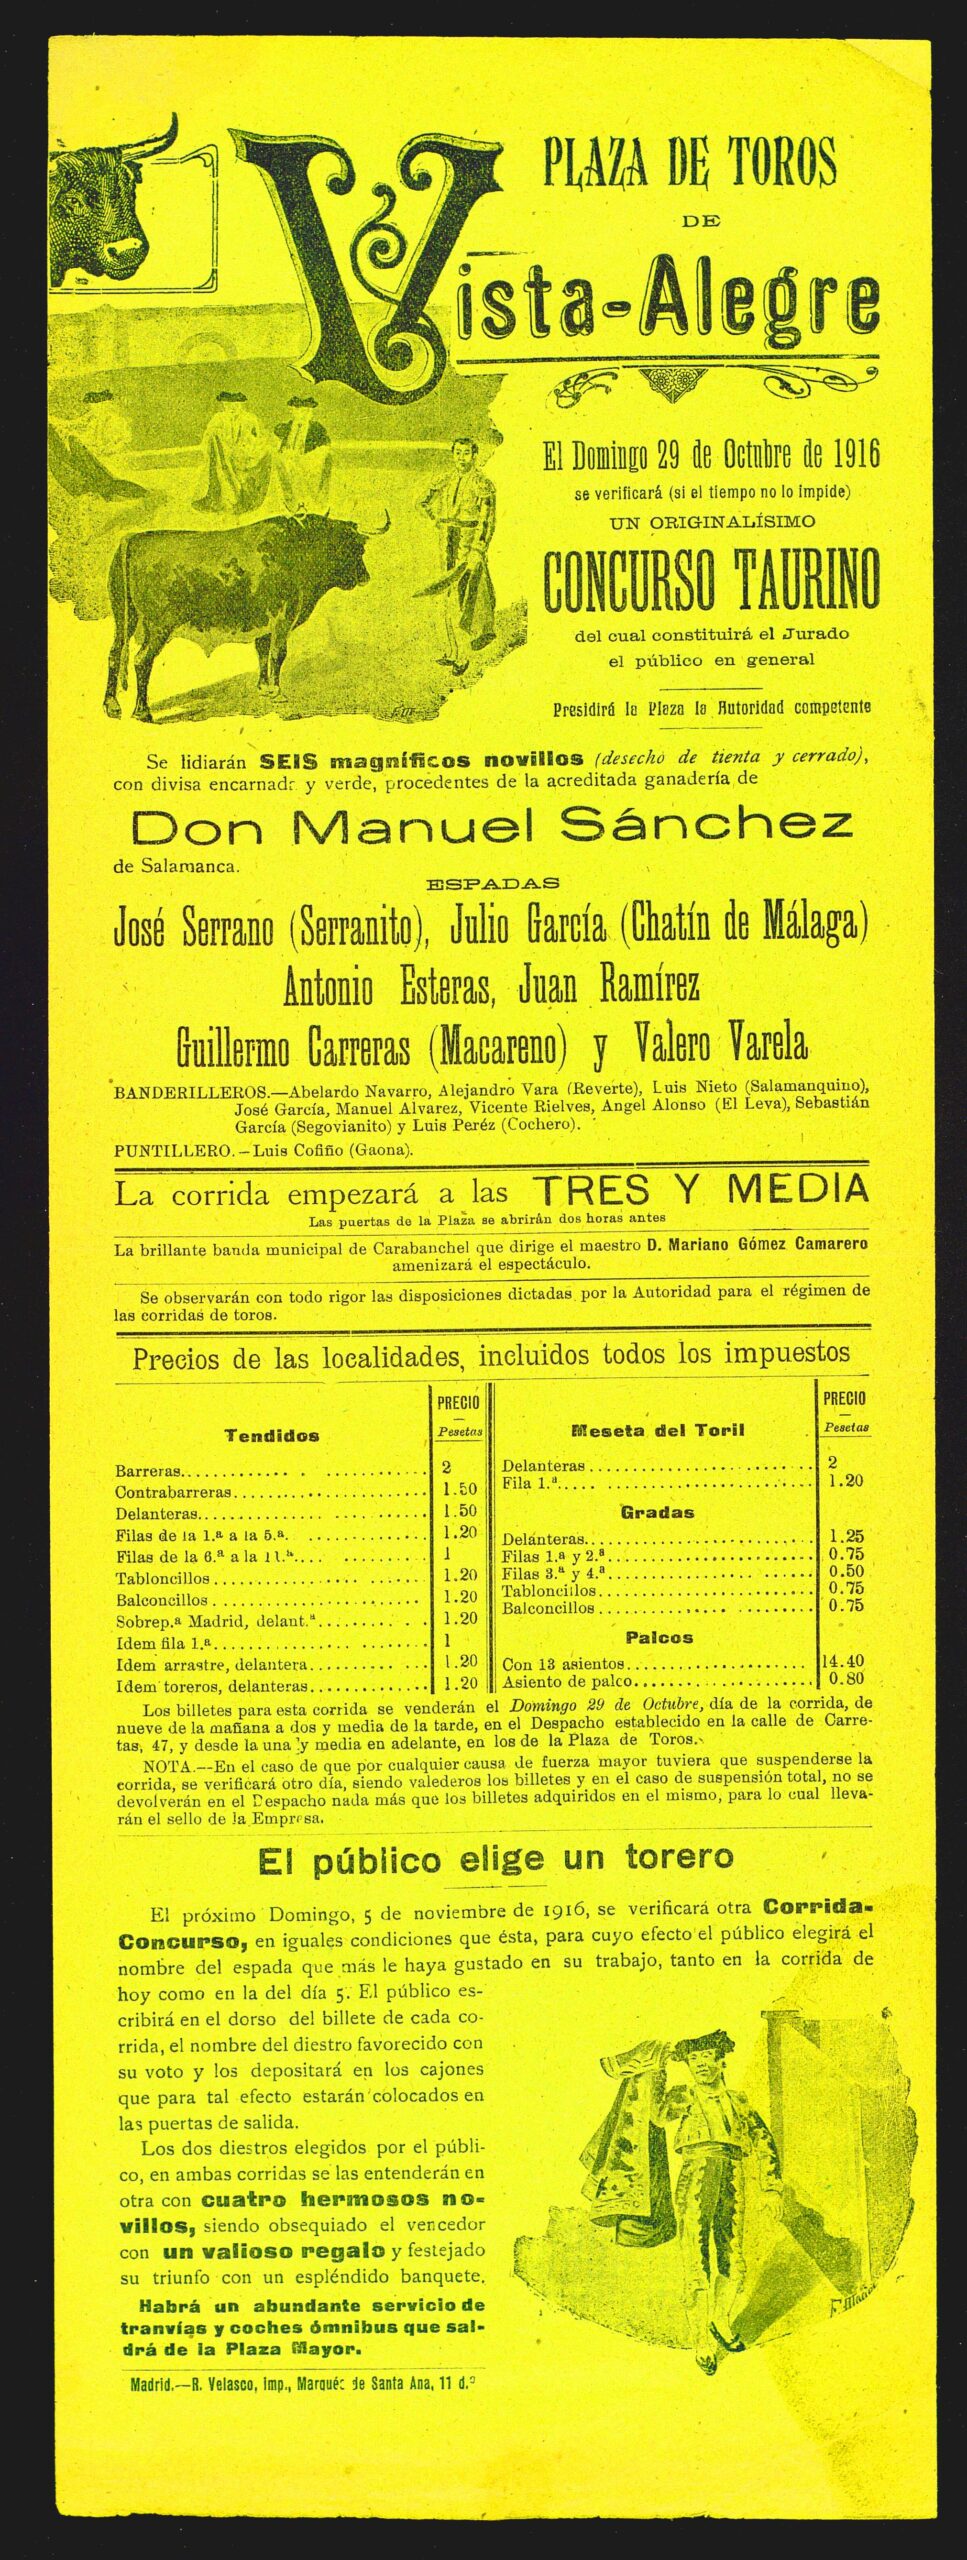 PLAZA DE TOROS
DE
Vista-Alegre
El Domingo 29 de Octubre de 1916
se verificará (si el tiempo no lo impide)
UN ORIGINALÍSIMO
CONCURSO TAURINO
del cual constituirá el Jurado
el público en general
Presidirá la Plaza la Autoridad competente
Se lidiarán SEIS magníficos novillos (desecho de tienta y cerrado),
con divisa encarnada y verde, procedentes de la acreditada ganadería de
Don Manuel Sánchez
de Salamanca.
ESPADAS
José Serrano (Serranito), Julio García (Chatín de Málaga)
Antonio Esteras, Juan Ramírez
Guillermo Carreras (Macareno) y Valero Varela
BANDERILLEROS.—Abelardo Navarro, Alejandro Vara (Reverte), Luis Nieto (Salamanquino),
José García, Manuel Alvarez, Vicente Rielves, Angel Alonso (El Leva), Sebastián
García (Segovianito) y Luis Peréz (Cochero).
PUNTILLERO.—Luis Cofiño (Gaona).
La corrida empezará a las TRES Y MEDIA
Las puertas de la Plaza se abrirán dos horas antes
La brillante banda municipal de Carabanchel que dirige el maestro D. Mariano Gómez Camarero
amenizará el espectáculo.
Se observarán con todo rigor las disposiciones dictadas por la Autoridad para el régimen de
las corridas de toros.
Precios de las localidades, incluidos todos los impuestos
Tendidos PRECIO
Pesetas
Barreras 2
Contrabarreras 1.50
Delanteras 1.50
Filas de la 1.ª a la 5.ª 1.20
Filas de la 6.ª a la 11.ª 1
Tabloncillos 1.20
Balconcillos 1.20
Sobrep.ª Madrid, delant.ª 1.20
Idem fila 1.ª 1
Idem arrastre, delantera 1.20
Idem toreros, delanteras 1.20
Meseta del Toril PRECIO
Pesetas
Delanteras 2
Fila 1.ª 1.20
Gradas
Delanteras 1.25
Filas 1.ª y 2.ª 0.75
Filas 3.ª y 4.ª 0.50
Tabloncillos 0.75
Balconcillos 0.75
Palcos
Con 13 asientos 14.40
Asiento de palco 0.80
Los billetes para esta corrida se venderán el Domingo 29 de Octubre, día de la corrida, de
nueve de la mañana a dos y media de la tarde, en el Despacho establecido en la calle de Carre-
tas, 47, y desde la una y media en adelante, en los de la Plaza de Toros.
NOTA.—En el caso de que por cualquier causa de fuerza mayor tuviera que suspenderse la
corrida, se verificará otro día, siendo valederos los billetes y en el caso de suspensión total, no se
devolverán en el Despacho nada más que los billetes adquiridos en el mismo, para lo cual lleva-
rán el sello de la Empresa.
El público elige un torero
El próximo Domingo, 5 de noviembre de 1916, se verificará otra Corrida-
Concurso, en iguales condiciones que ésta, para cuyo efecto el público elegirá el
nombre del espada que más le haya gustado en su trabajo, tanto en la corrida de
hoy como en la del día 5. El público es-
cribirá en el dorso del billete de cada co-
rrida, el nombre del diestro favorecido con
su voto y los depositará en los cajones
que para tal efecto estarán colocados en
las puertas de salida.
Los dos diestros elegidos por el públi-
co, en ambas corridas se las entenderán en
otra con cuatro hermosos no-
villos, siendo obsequiado el vencedor
con un valioso regalo y festejado
su triunfo con un espléndido banquete.
Habrá un abundante servicio de
tranvías y coches ómnibus que sal-
drá de la Plaza Mayor.
Madrid.—R. Velasco, imp., Marqués de Santa Ana, 11 d.º